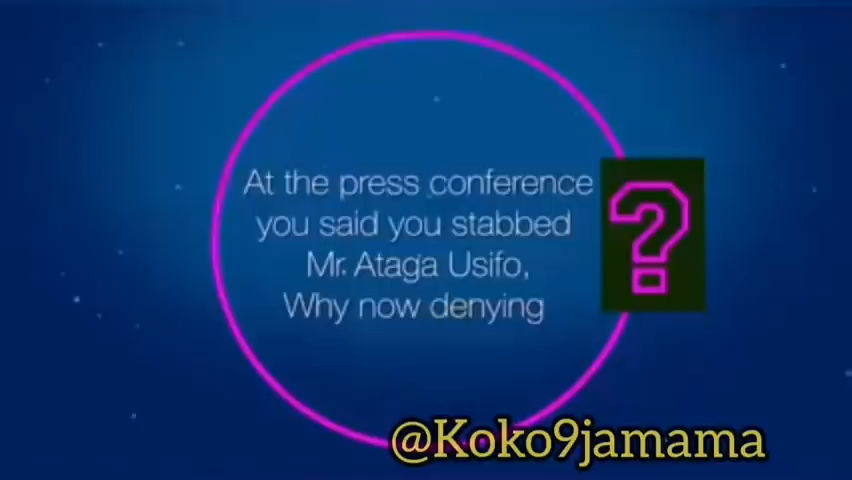 At the press conference
you said you stabbed
Mr. Ataga Usifo,
Why now denying
?
@Koko9jamama